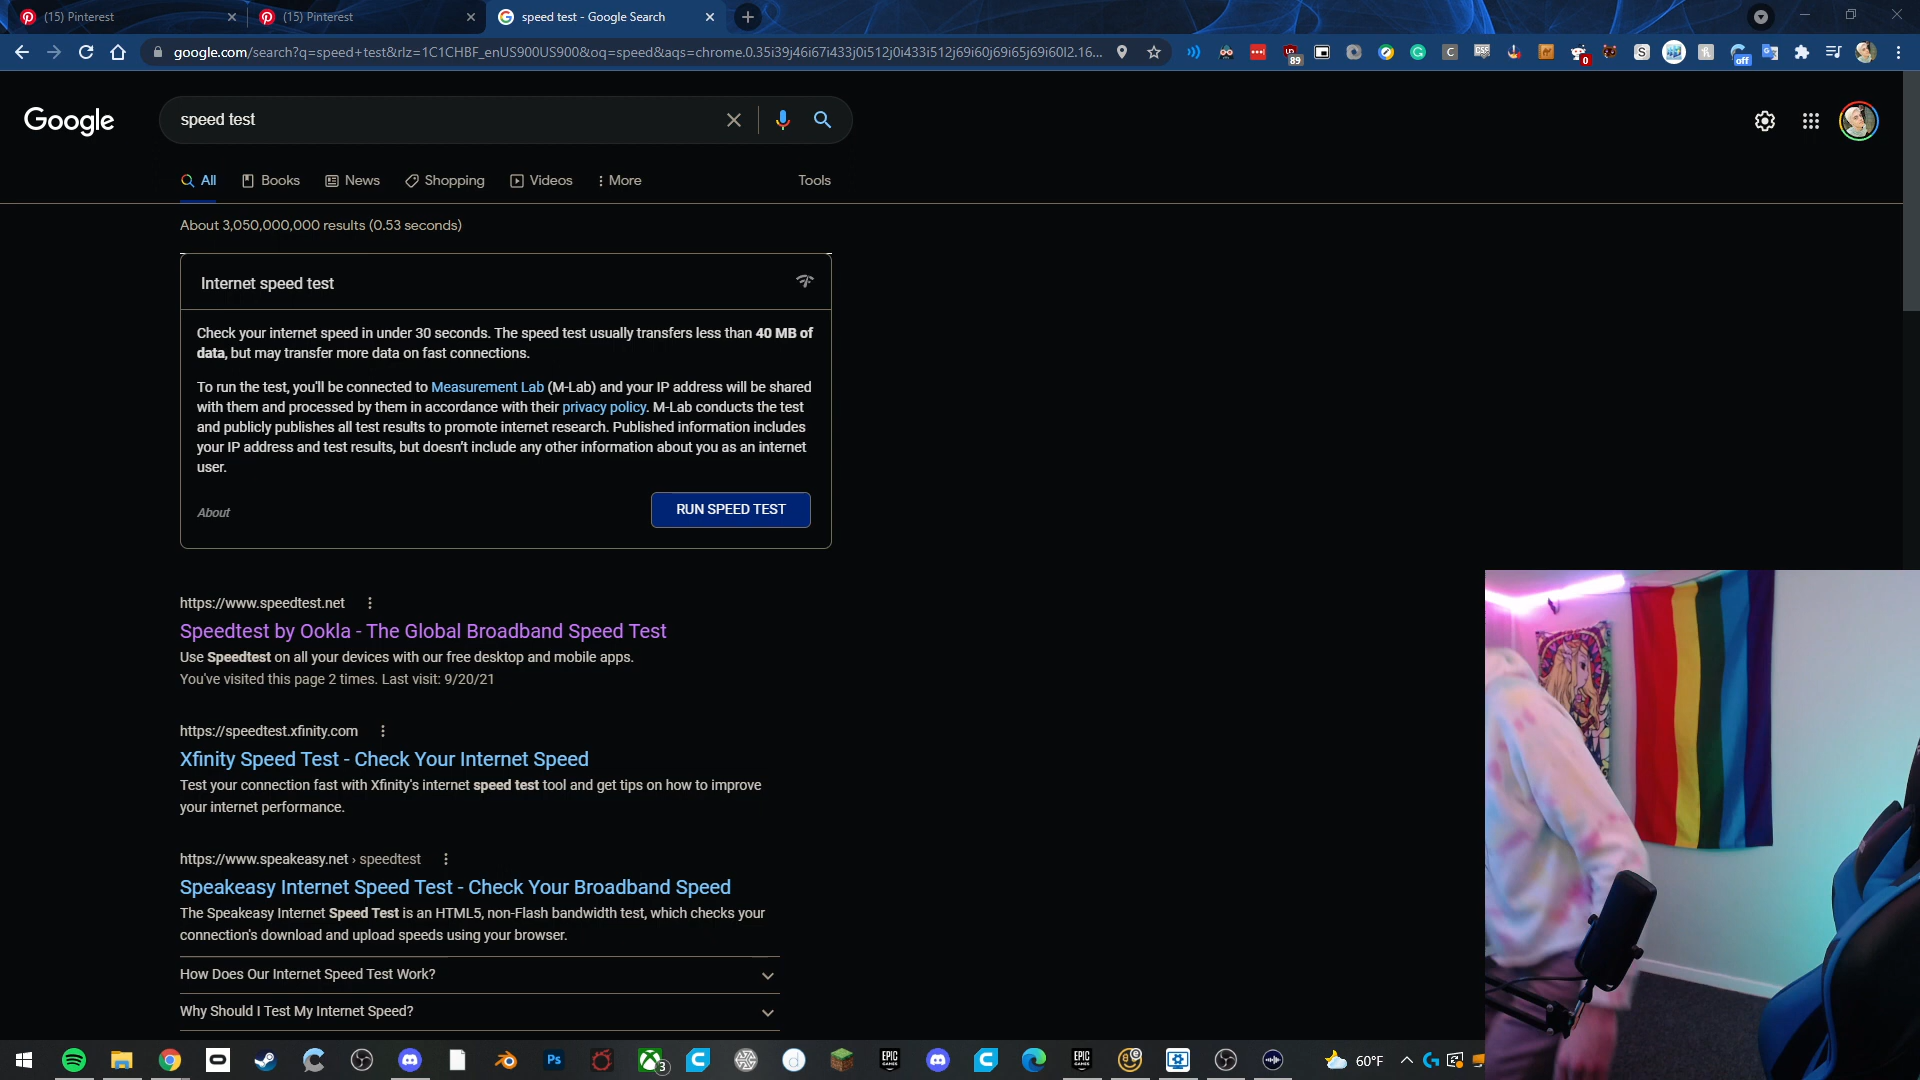 (15) Pinterest
(15) Pinterest
speed test - Google Search
google.com/search?q=speed+test&rlz=1C1CHBF_enUS900US900&oq=speed&aqs=chrome.0.35i39j46i67i433j0i512j0i433i512j69i60j69i65j69i60l2.16...
89
0
off
Google
speed test
All
Books
News
Shopping
Videos
More
Tools
About 3,050,000,000 results (0.53 seconds)
Internet speed test
Check your internet speed in under 30 seconds. The speed test usually transfers less than 40 MB of
data, but may transfer more data on fast connections.
To run the test, you'll be connected to Measurement Lab (M-Lab) and your IP address will be shared
with them and processed by them in accordance with their privacy policy. M-Lab conducts the test
and publicly publishes all test results to promote internet research. Published information includes
your IP address and test results, but doesn't include any other information about you as an internet
user.
About
RUN SPEED TEST
https://www.speedtest.net
Speedtest by Ookla - The Global Broadband Speed Test
Use Speedtest on all your devices with our free desktop and mobile apps.
You've visited this page 2 times. Last visit: 9/20/21
https://speedtest.xfinity.com
Xfinity Speed Test - Check Your Internet Speed
Test your connection fast with Xfinity's internet speed test tool and get tips on how to improve
your internet performance.
https://www.speakeasy.net › speedtest
Speakeasy Internet Speed Test - Check Your Broadband Speed
The Speakeasy Internet Speed Test is an HTML5, non-Flash bandwidth test, which checks your
connection's download and upload speeds using your browser.
How Does Our Internet Speed Test Work?
Why Should I Test My Internet Speed?
Ps
3
EPIC GAMES
EPIC GAMES
60°F